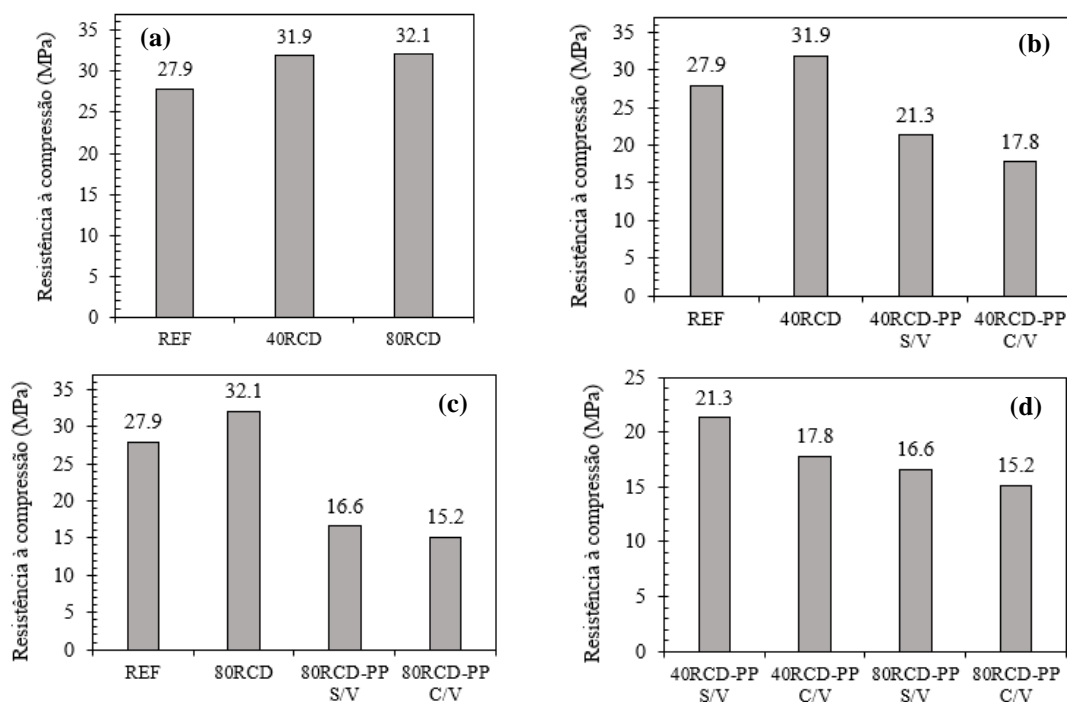 (a)
Resistência à compressão (MPa)
35
30
25
20
15
10
5
0
27.9
31.9
32.1
REF
40RCD
80RCD
(b)
Resistência à compressão (MPa)
35
30
25
20
15
10
5
0
27.9
31.9
21.3
17.8
REF
40RCD
40RCD-PP
S/V
40RCD-PP
C/V
(c)
Resistência à compressão (MPa)
35
30
25
20
15
10
5
0
27.9
32.1
16.6
15.2
REF
80RCD
80RCD-PP
S/V
80RCD-PP
C/V
(d)
Resistência à compressão (MPa)
25
20
15
10
5
0
21.3
17.8
16.6
15.2
40RCD-PP
S/V
40RCD-PP
C/V
80RCD-PP
S/V
80RCD-PP
C/V